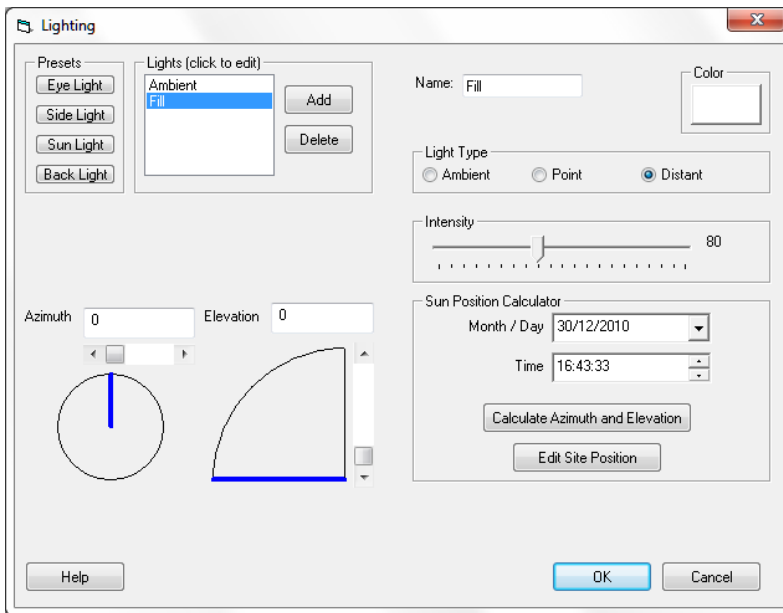 Lighting
Presets
Eye Light
Side Light
Sun Light
Back Light
Lights (click to edit)
Ambient
Fill
Add
Delete
Name: Fill
Color
Light Type
Ambient Point Distant
Intensity
80
Azimuth 0 Elevation 0
Sun Position Calculator
Month / Day 30/12/2010
Time 16:43:33
Calculate Azimuth and Elevation
Edit Site Position
Help
OK
Cancel